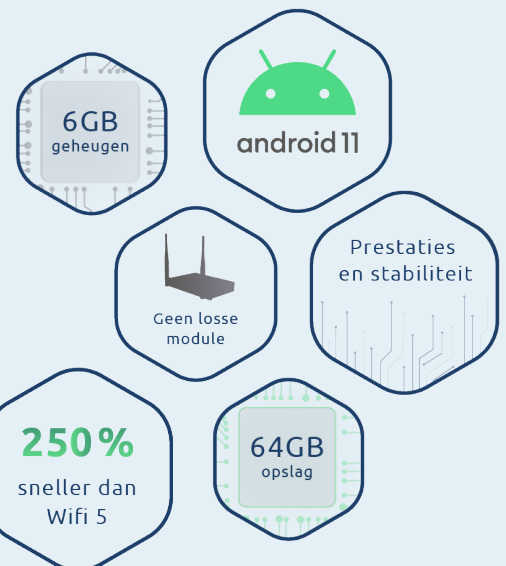 6GB
geheugen
android 11
Prestaties
en stabiliteit
Geen losse
module
250%
sneller dan
Wifi 5
64GB
opslag